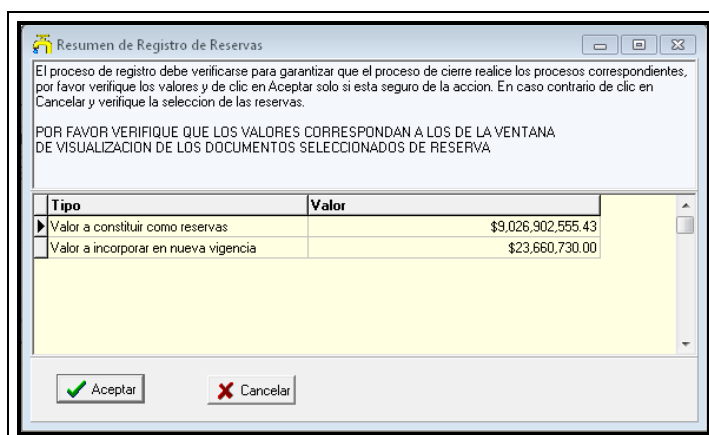 Resumen de Registro de Reservas
El proceso de registro debe verificarse para garantizar que el proceso de cierre realice los procesos correspondientes,
por favor verifique los valores y de clic en Aceptar solo si esta seguro de la accion. En caso contrario de clic en
Cancelar y verifique la seleccion de las reservas.
POR FAVOR VERIFIQUE QUE LOS VALORES CORRESPONDAN A LOS DE LA VENTANA
DE VISUALIZACION DE LOS DOCUMENTOS SELECCIONADOS DE RESERVA
Tipo Valor
Valor a constituir como reservas $9,026,902,555.43
Valor a incorporar en nueva vigencia $23,660,730.00
Aceptar Cancelar